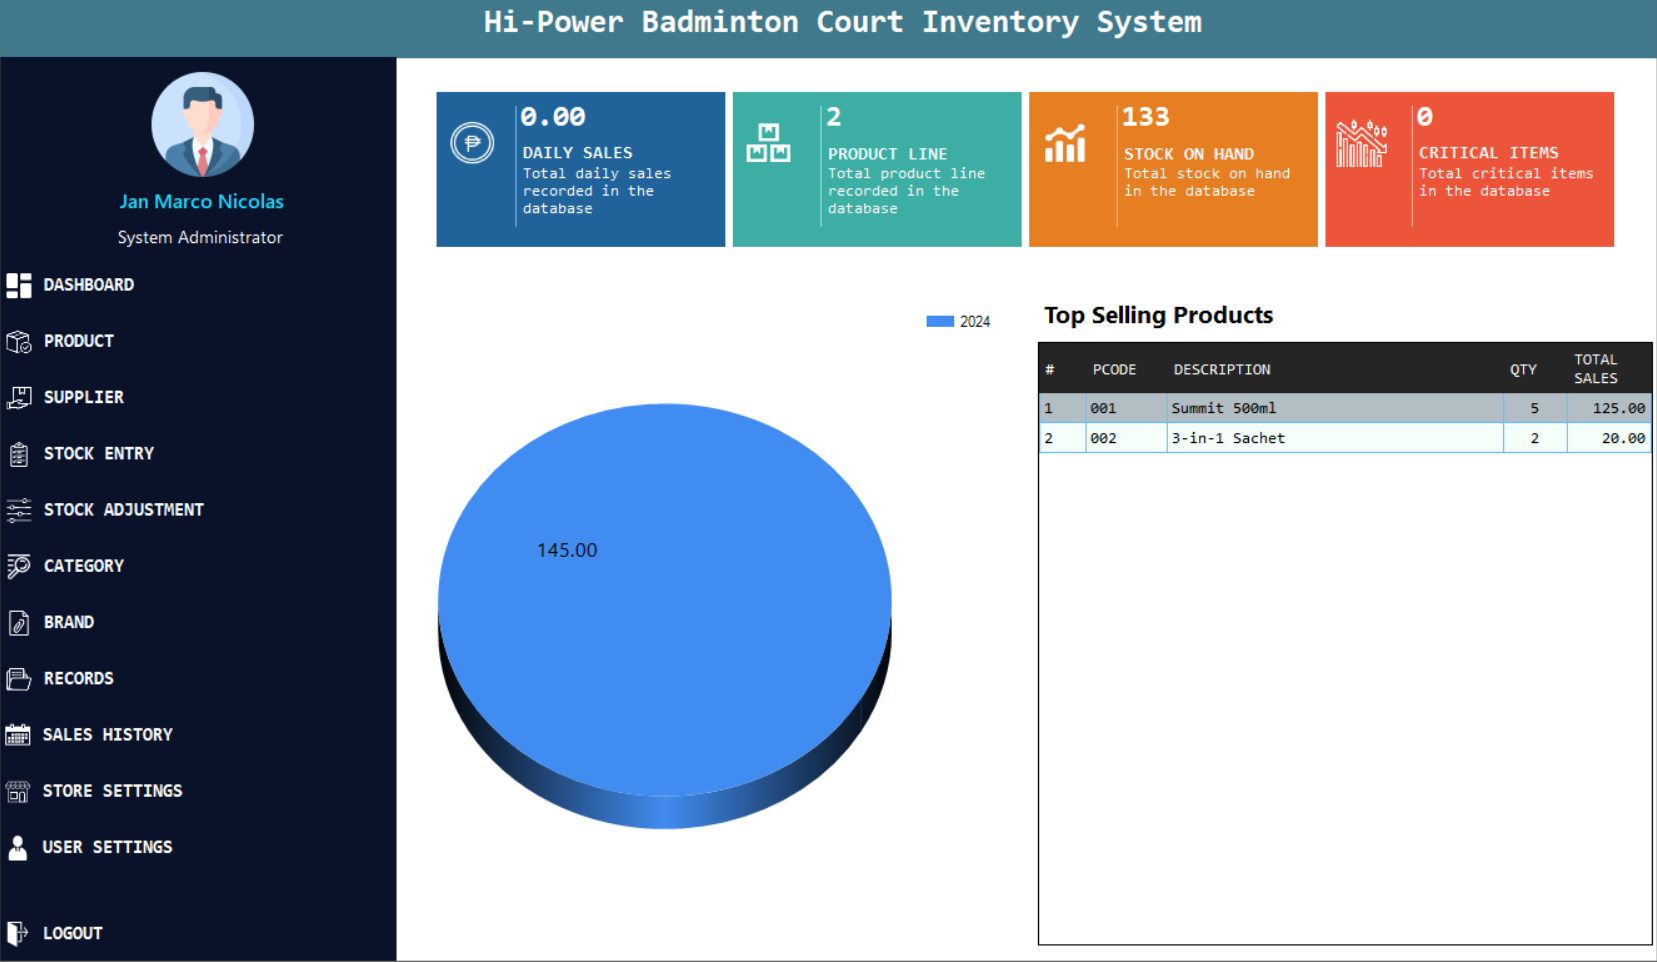 Hi-Power Badminton Court Inventory System
Jan Marco Nicolas
System Administrator
DASHBOARD
PRODUCT
SUPPLIER
STOCK ENTRY
STOCK ADJUSTMENT
CATEGORY
BRAND
RECORDS
SALES HISTORY
STORE SETTINGS
USER SETTINGS
LOGOUT
0.00
DAILY SALES
Total daily sales
recorded in the
database
2
PRODUCT LINE
Total product line
recorded in the
database
133
STOCK ON HAND
Total stock on hand
in the database
0
CRITICAL ITEMS
Total critical items
in the database
2024
145.00
Top Selling Products
# PCODE DESCRIPTION QTY TOTAL SALES
1 001 Summit 500ml 5 125.00
2 002 3-in-1 Sachet 2 20.00